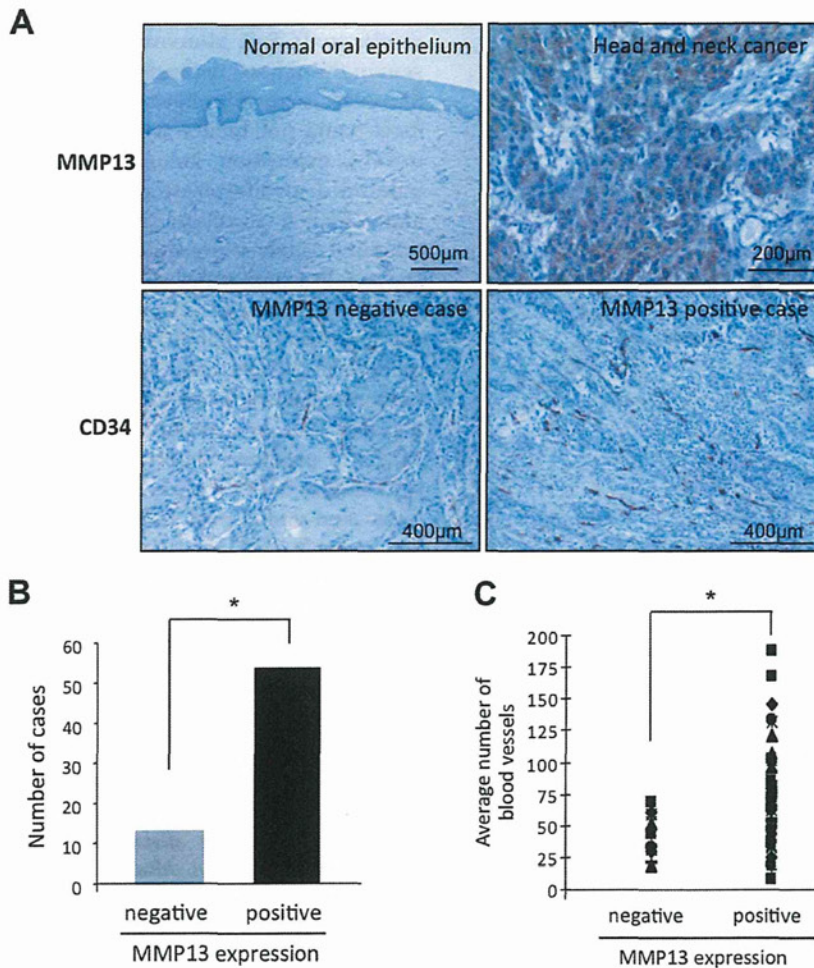 A
Normal oral epithelium
Head and neck cancer
MMP13
500µm
200µm
MMP13 negative case
MMP13 positive case
CD34
400µm
400µm
B
*
Number of cases
60
50
40
30
20
10
0
negative
positive
MMP13 expression
C
*
Average number of
blood vessels
200
175
150
125
100
75
50
25
0
negative
positive
MMP13 expression